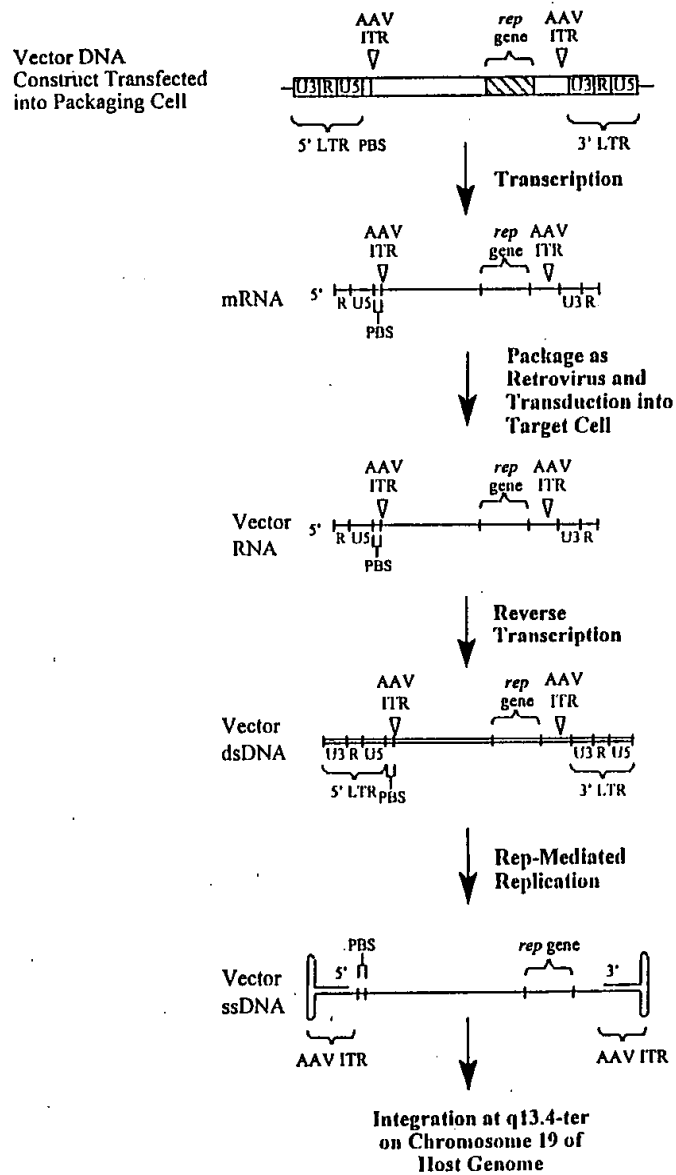 AAV ITR
rep gene
AAV ITR
Vector DNA
Construct Transfected
into Packaging Cell
U3 R U5
U3 R U5
5' LTR PBS
3' LTR
Transcription
AAV ITR
rep gene
AAV ITR
mRNA
5'
R U5
U3 R
PBS
Package as
Retrovirus and
Transduction into
Target Cell
AAV ITR
rep gene
AAV ITR
Vector
RNA
5'
R U5
U3 R
PBS
Reverse
Transcription
AAV ITR
rep gene
AAV ITR
Vector
dsDNA
U3 R U5
U3 R U5
5' LTR
PBS
3' LTR
Rep-Mediated
Replication
PBS
rep gene
Vector
ssDNA
5'
3'
AAV ITR
AAV ITR
Integration at q13.4-ter
on Chromosome 19 of
Host Genome